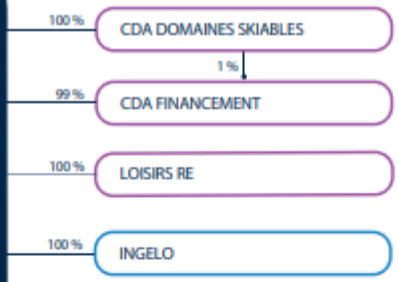 100 % CDA DOMAINES SKIABLES
1 %
99 % CDA FINANCEMENT
100 % LOISIRS RE
100 % INGELO